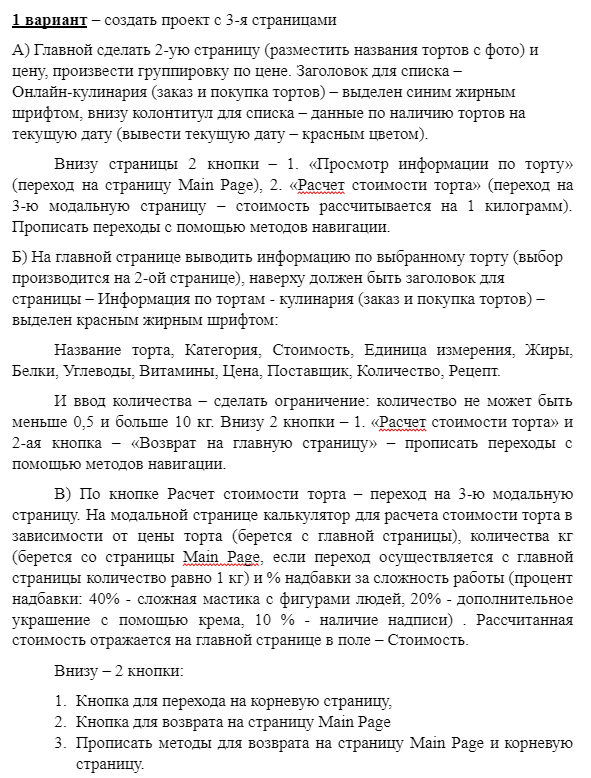 1 вариант – создать проект с 3-я страницами
А) Главной сделать 2-ую страницу (разместить названия тортов с фото) и
цену, произвести группировку по цене. Заголовок для списка –
Онлайн-кулинария (заказ и покупка тортов) – выделен синим жирным
шрифтом, внизу колонтитул для списка – данные по наличию тортов на
текущую дату (вывести текущую дату – красным цветом).
Внизу страницы 2 кнопки – 1. «Просмотр информации по торту»
(переход на страницу Main Page), 2. «Расчет стоимости торта» (переход на
3-ю модальную страницу – стоимость рассчитывается на 1 килограмм).
Прописать переходы с помощью методов навигации.
Б) На главной странице выводить информацию по выбранному торту (выбор
производится на 2-ой странице), наверху должен быть заголовок для
страницы – Информация по тортам - кулинария (заказ и покупка тортов) –
выделен красным жирным шрифтом:
Название торта, Категория, Стоимость, Единица измерения, Жиры,
Белки, Углеводы, Витамины, Цена, Поставщик, Количество, Рецепт.
И ввод количества – сделать ограничение: количество не может быть
меньше 0,5 и больше 10 кг. Внизу 2 кнопки – 1. «Расчет стоимости торта» и
2-ая кнопка – «Возврат на главную страницу» – прописать переходы с
помощью методов навигации.
В) По кнопке Расчет стоимости торта – переход на 3-ю модальную
страницу. На модальной странице калькулятор для расчета стоимости торта в
зависимости от цены торта (берется с главной страницы), количества кг
(берется со страницы Main Page, если переход осуществляется с главной
страницы количество равно 1 кг) и % надбавки за сложность работы (процент
надбавки: 40% - сложная мастика с фигурами людей, 20% - дополнительное
украшение с помощью крема, 10 % - наличие надписи) . Рассчитанная
стоимость отражается на главной странице в поле – Стоимость.
Внизу – 2 кнопки:
1. Кнопка для перехода на корневую страницу,
2. Кнопка для возврата на страницу Main Page
3. Прописать методы для возврата на страницу Main Page и корневую
страницу.